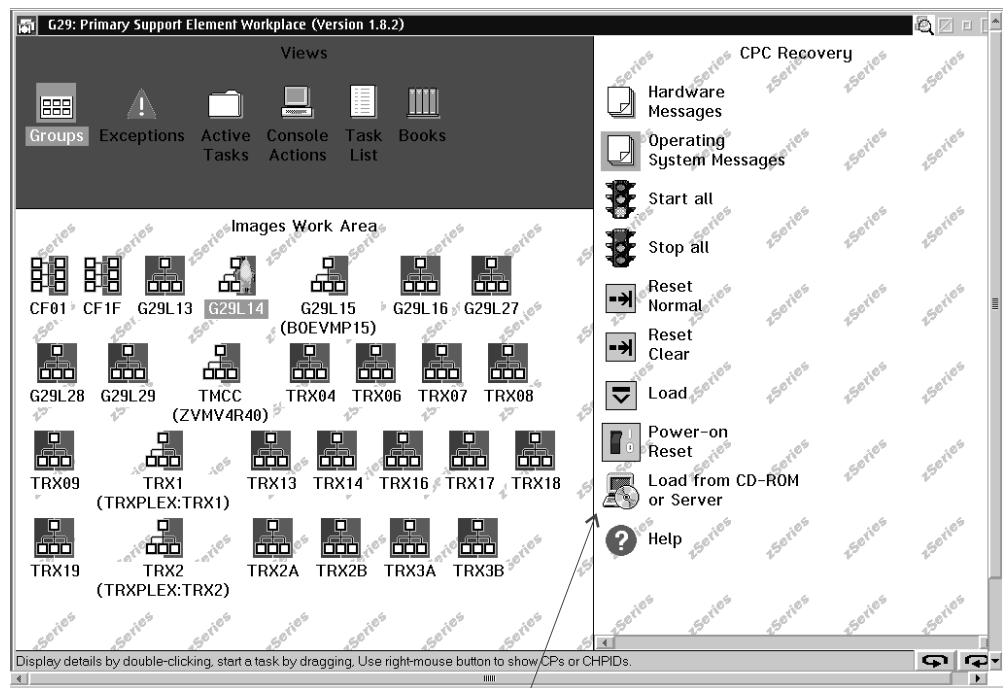 G29: Primary Support Element Workplace (Version 1.8.2)
Views
Groups Exceptions Active Tasks Console Actions Task List Books
Images Work Area
CF01 CF1F G29L13 G29L14 G29L15 G29L16 G29L27
(BOEVMP15)
G29L28 G29L29 TMCC TRX04 TRX06 TRX07 TRX08
(ZVMV4R40)
TRX09 TRX1 TRX13 TRX14 TRX16 TRX17 TRX18
(TRXPLEX:TRX1)
TRX19 TRX2 TRX2A TRX2B TRX3A TRX3B
(TRXPLEX:TRX2)
CPC Recovery
Hardware
Messages
Operating
System Messages
Start all
Stop all
Reset
Normal
Reset
Clear
Load
Power-on
Reset
Load from CD-ROM
or Server
Help
zSeries
Display details by double-clicking, start a task by dragging, Use right-mouse button to show CPs or CHPIDs.